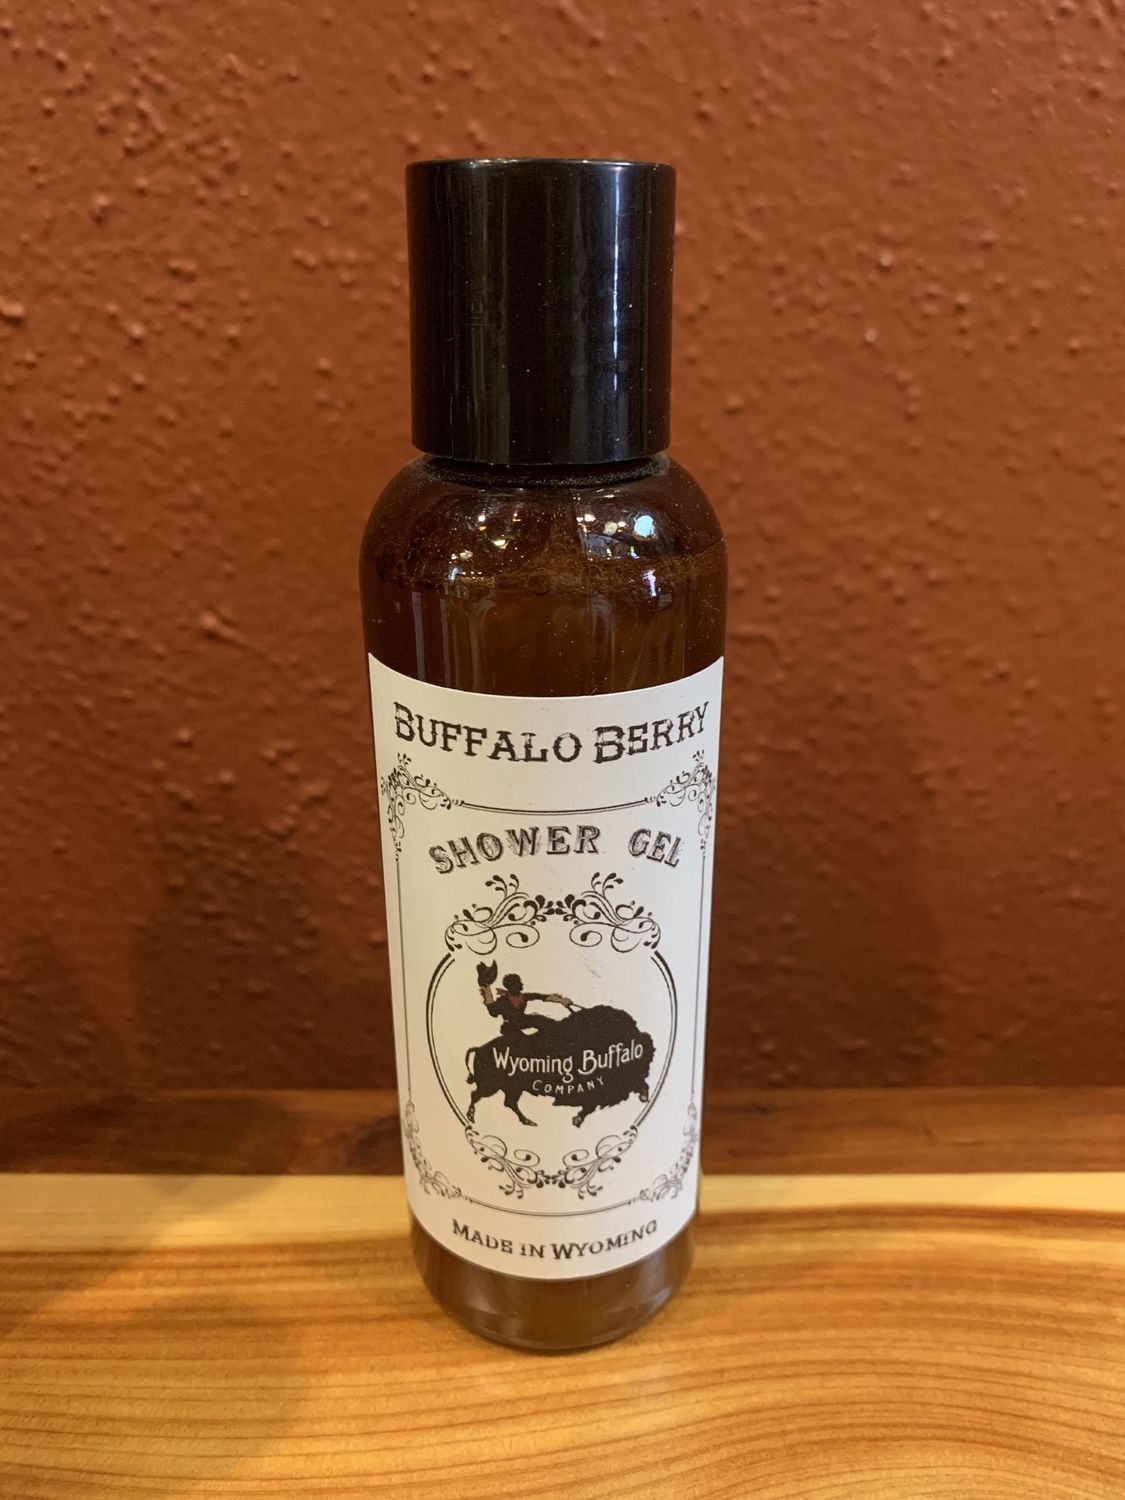 BUFFALO BERRY
SHOWER GEL
Wyoming Buffalo
COMPANY
MADE IN WYOMING